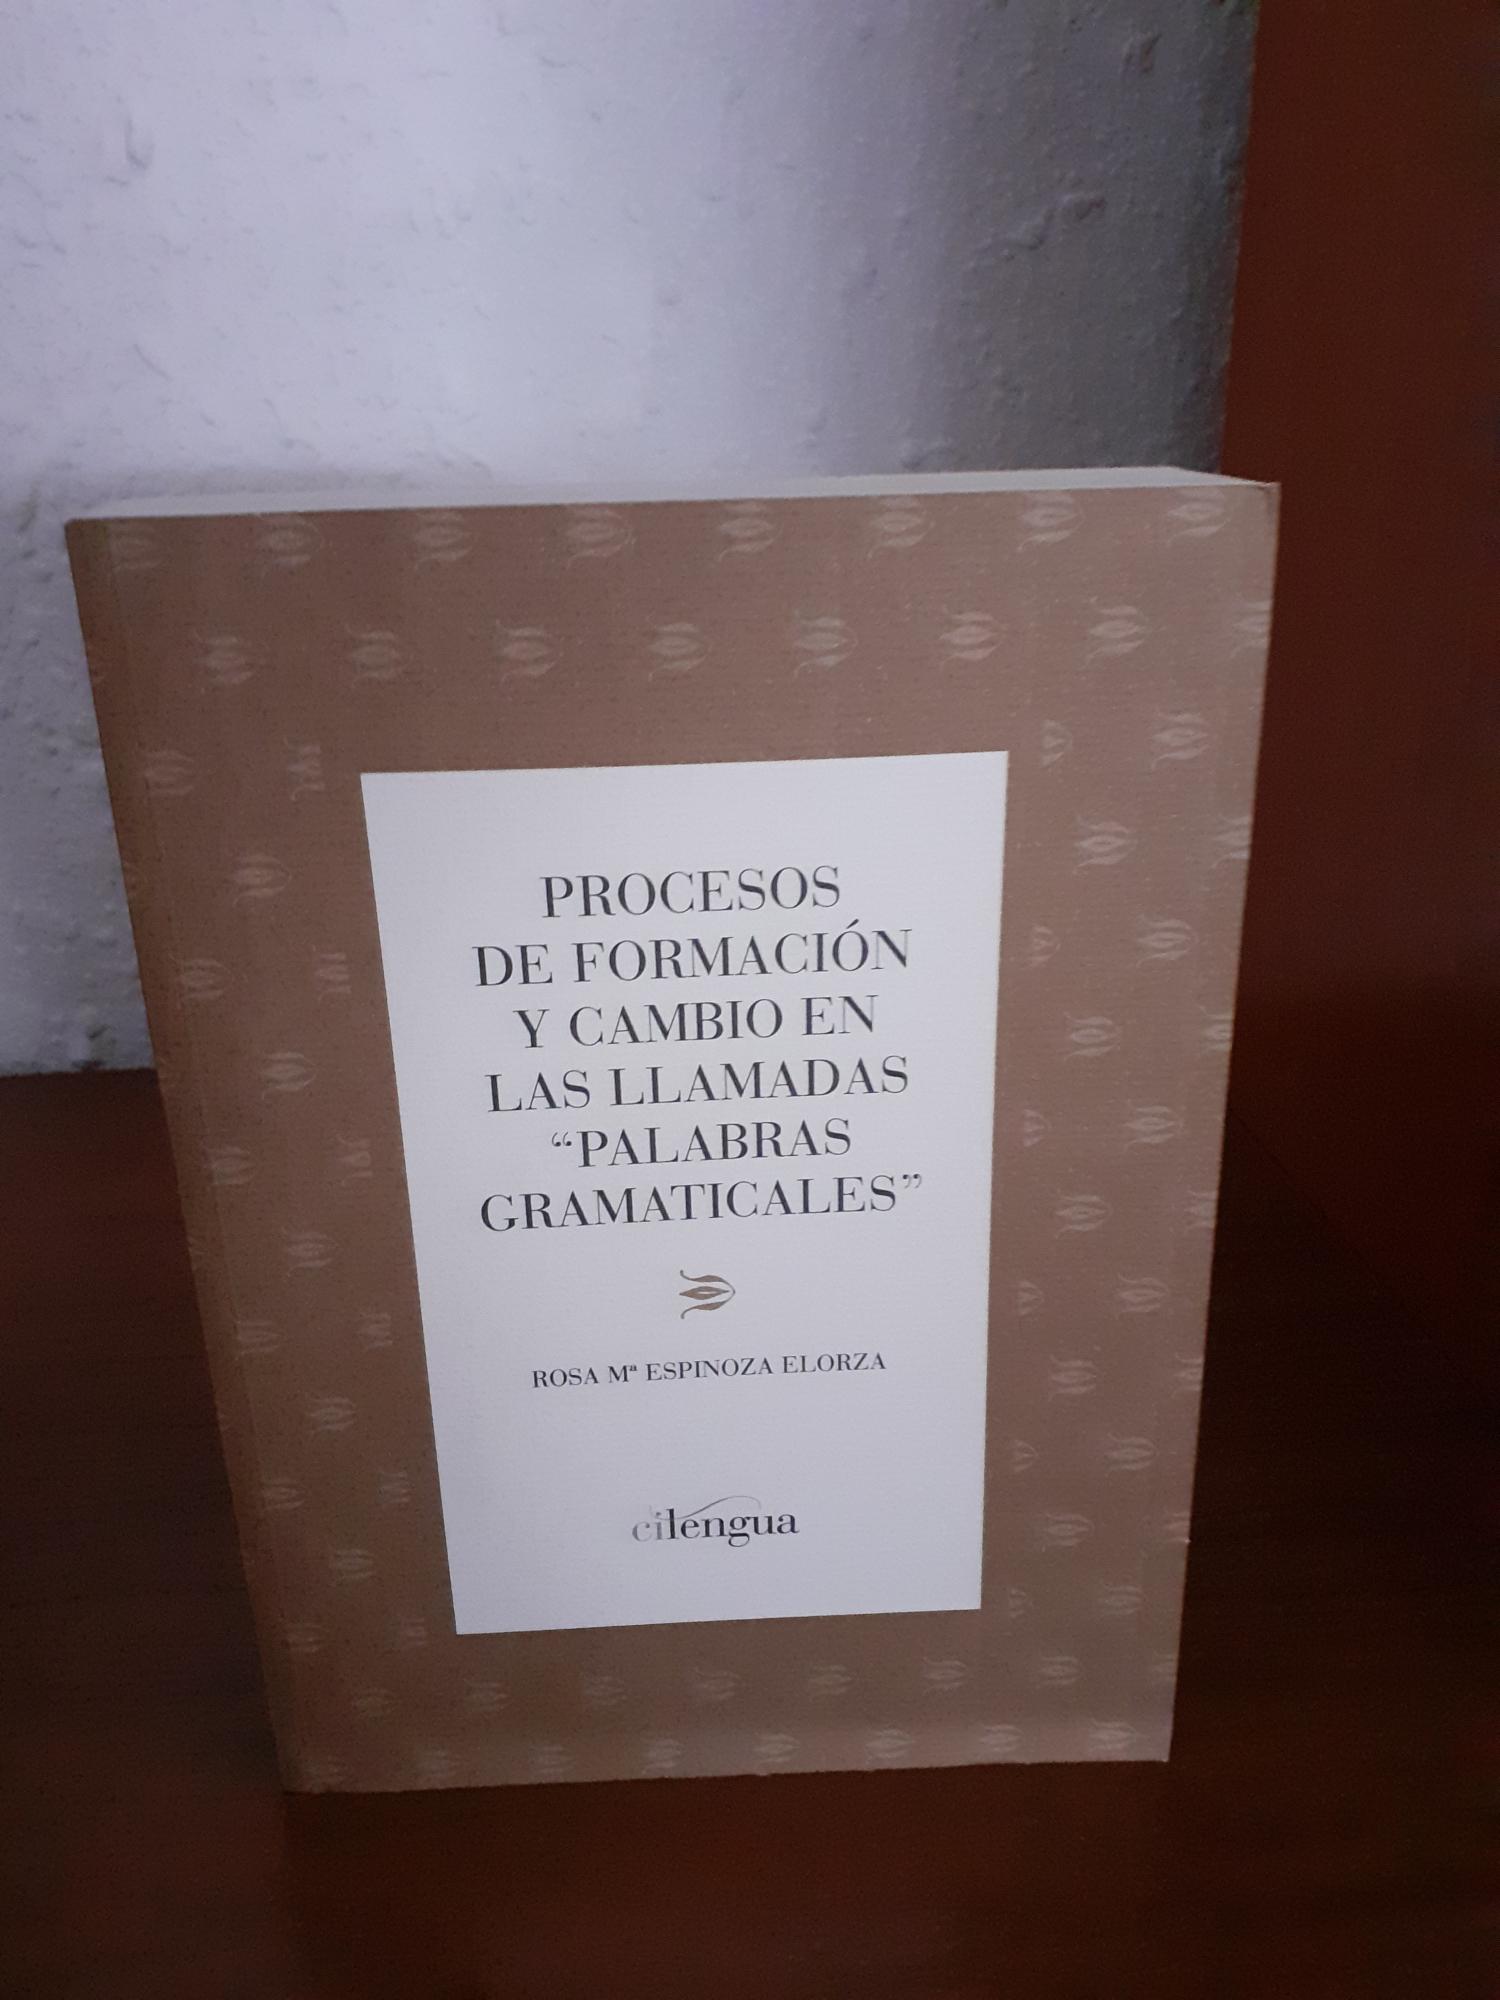 PROCESOS
DE FORMACIÓN
Y CAMBIO EN
LAS LLAMADAS
“PALABRAS
GRAMATICALES”
ROSA Mª ESPINOZA ELORZA
cilengua